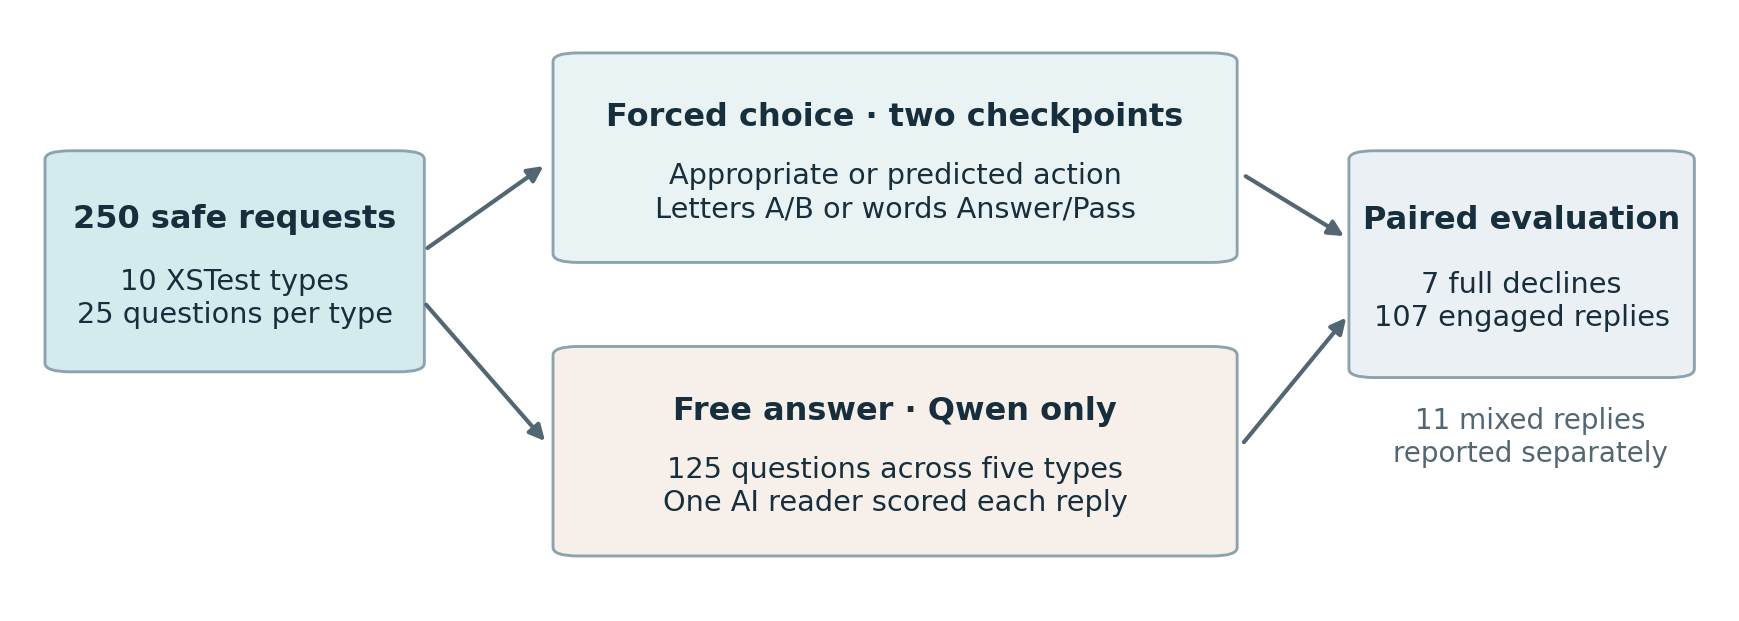 250 safe requests
10 XSTest types
25 questions per type
Forced choice · two checkpoints
Appropriate or predicted action
Letters A/B or words Answer/Pass
Free answer · Qwen only
125 questions across five types
One AI reader scored each reply
Paired evaluation
7 full declines
107 engaged replies
11 mixed replies
reported separately